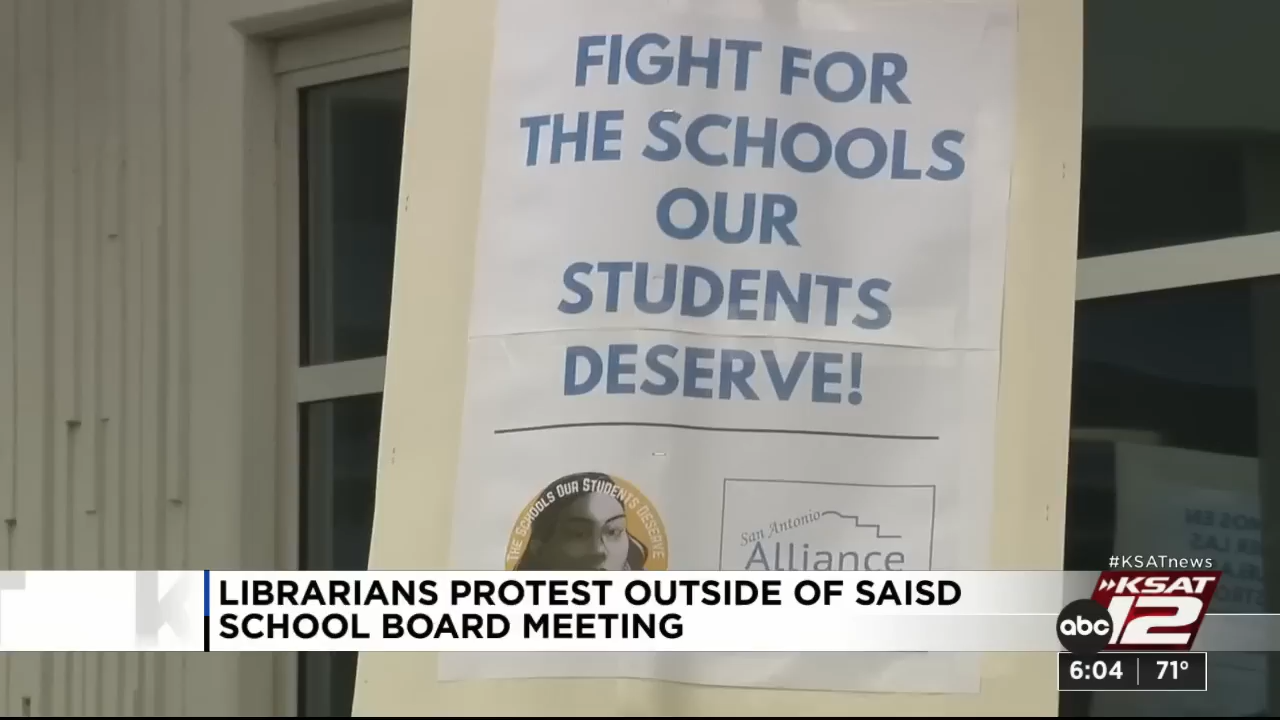 FIGHT FOR
THE SCHOOLS
OUR
STUDENTS
DESERVE!
THE SCHOOLS OUR STUDENTS DESERVE
San Antonio
Alliance
#KSATnews
LIBRARIANS PROTEST OUTSIDE OF SAISD
SCHOOL BOARD MEETING
KSAT
abc 12
6:04 71°